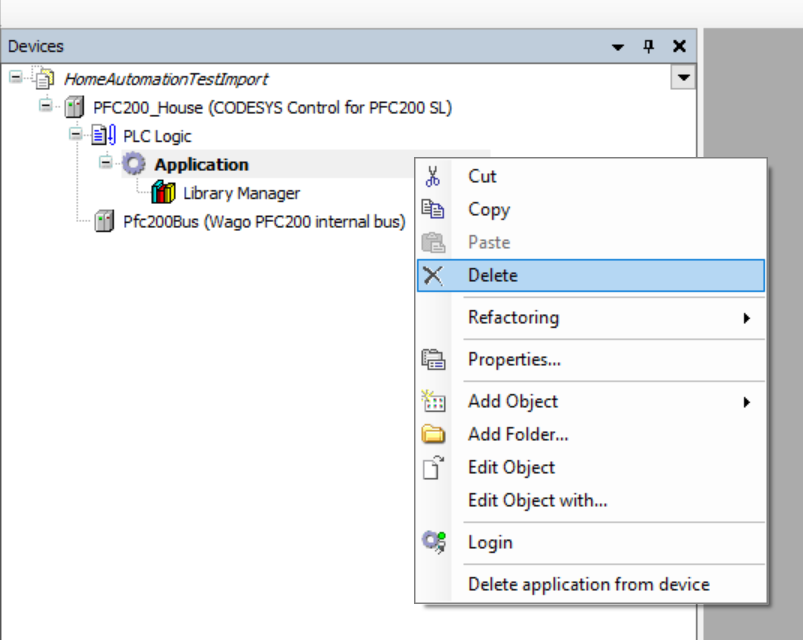 Devices
HomeAutomationTestImport
PFC200_House (CODESYS Control for PFC200 SL)
PLC Logic
Application
Library Manager
Pfc200Bus (Wago PFC200 internal bus)
Cut
Copy
Paste
Delete
Refactoring
Properties...
Add Object
Add Folder...
Edit Object
Edit Object with...
Login
Delete application from device